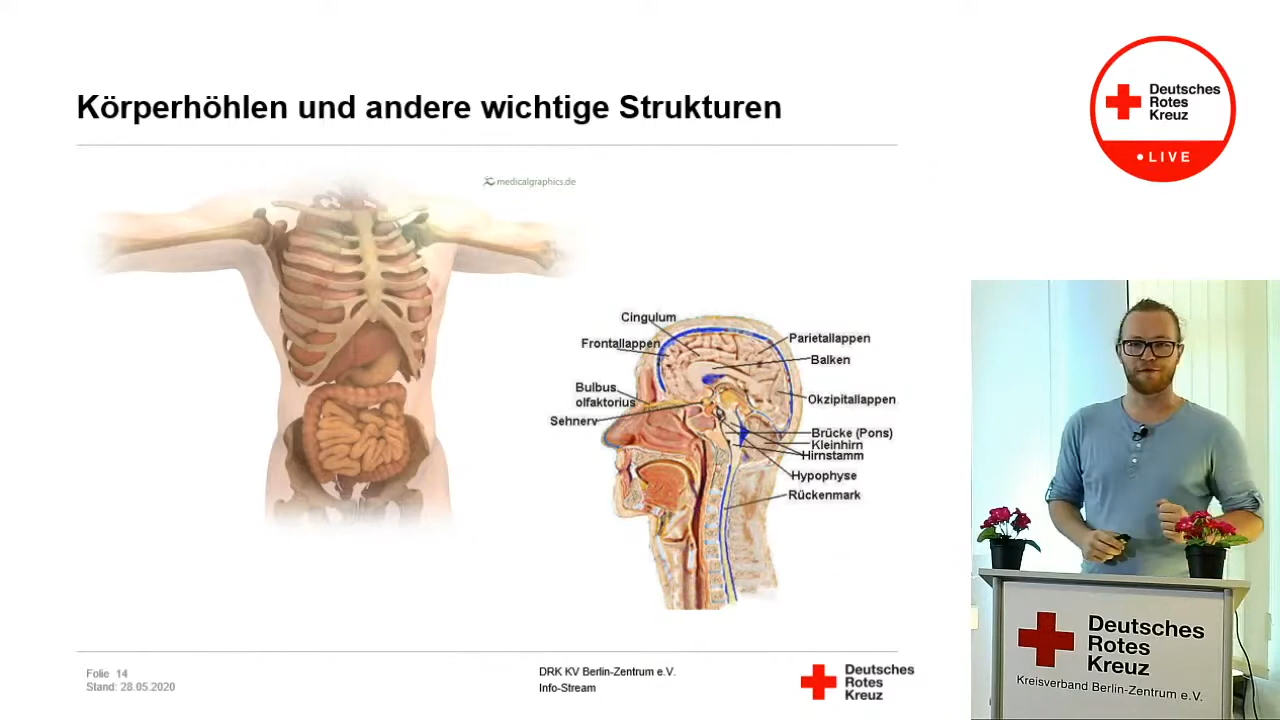 Körperhöhlen und andere wichtige Strukturen
medicalgraphics.de
Deutsches
Rotes
Kreuz
LIVE
Cingulum
Frontallappen
Bulbus
olfaktorius
Sehnerv
Parietallappen
Balken
Okzipitallappen
Brücke (Pons)
Kleinhirn
Hirnstamm
Hypophyse
Rückenmark
Folie 14
Stand: 28.05.2020
DRK KV Berlin-Zentrum e.V.
Info-Stream
Deutsches
Rotes
Kreuz
Deutsches
Rotes
Kreuz
Kreisverband Berlin-Zentrum e.V.